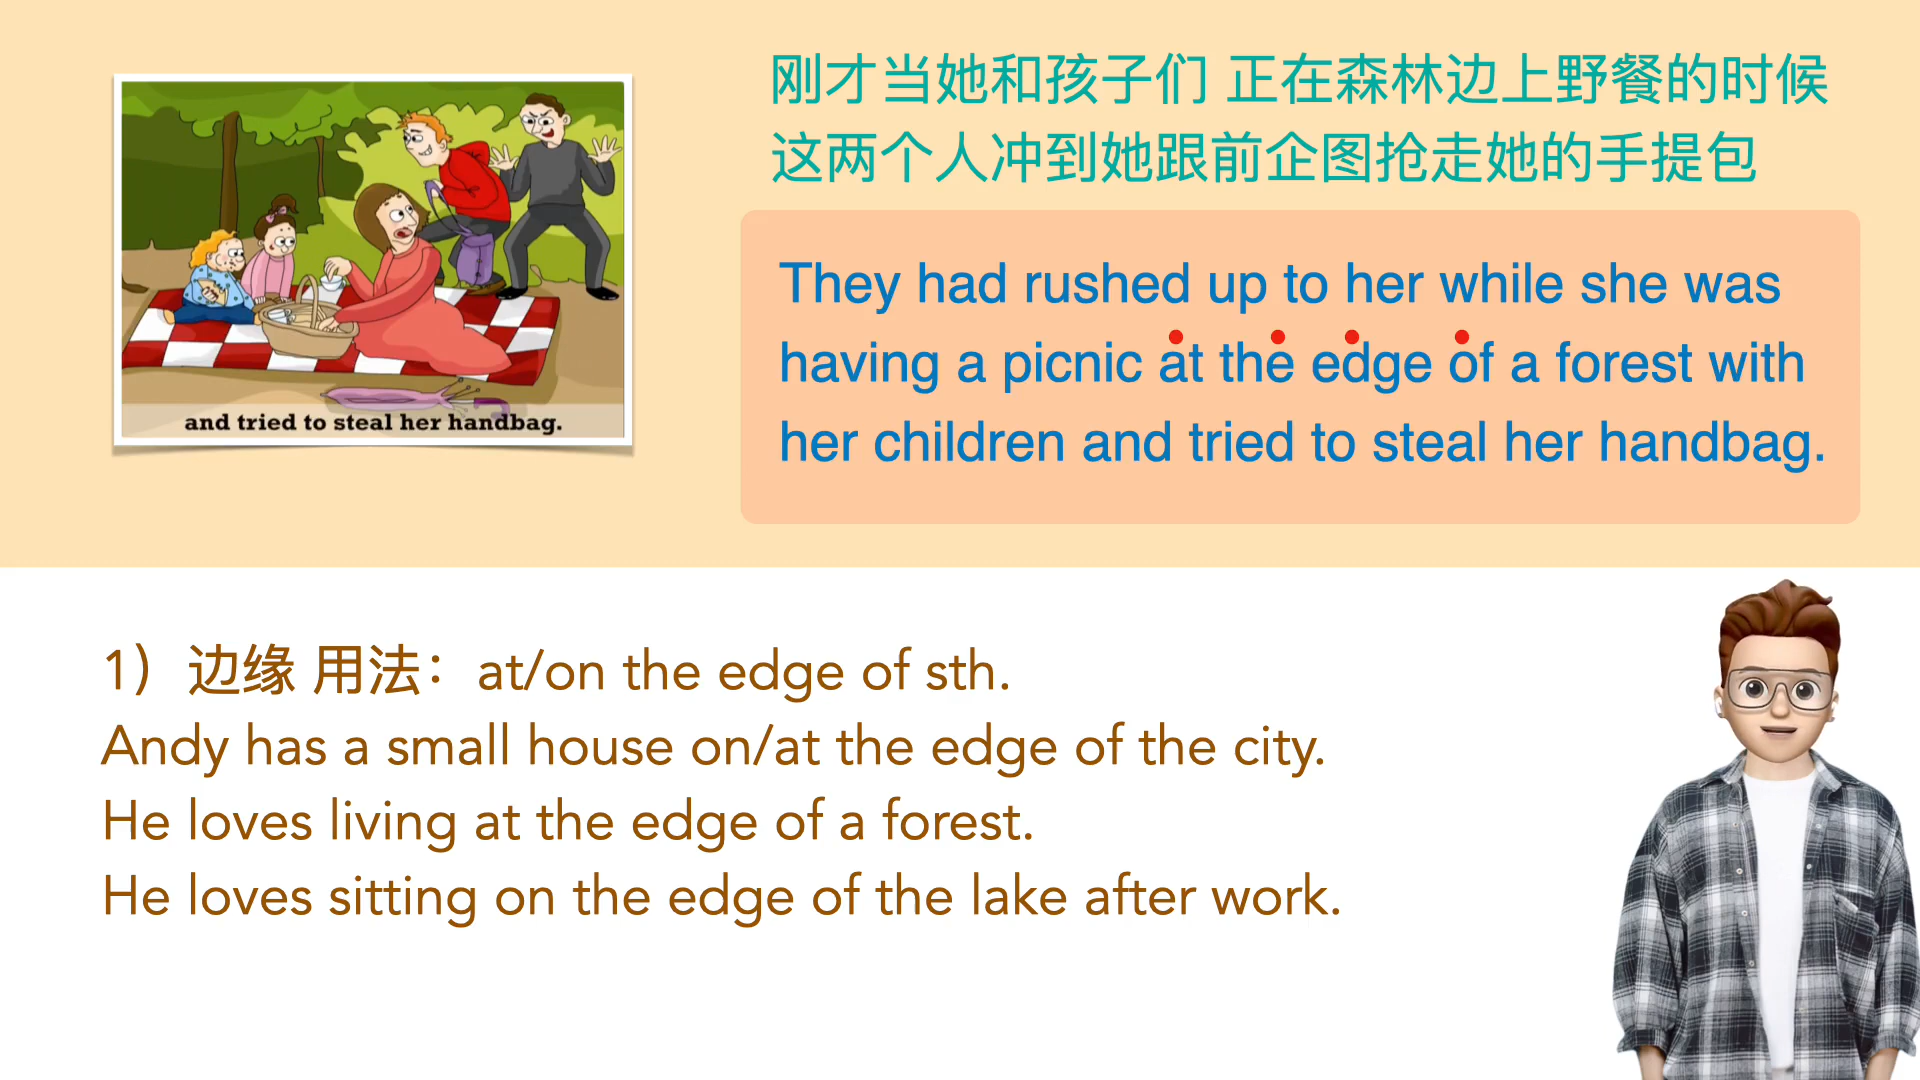 刚才当她和孩子们 正在森林边上野餐的时候
这两个人冲到她跟前企图抢走她的手提包
and tried to steal her handbag.
They had rushed up to her while she was
having a picnic at the edge of a forest with
her children and tried to steal her handbag.
1）边缘 用法：at/on the edge of sth.
Andy has a small house on/at the edge of the city.
He loves living at the edge of a forest.
He loves sitting on the edge of the lake after work.